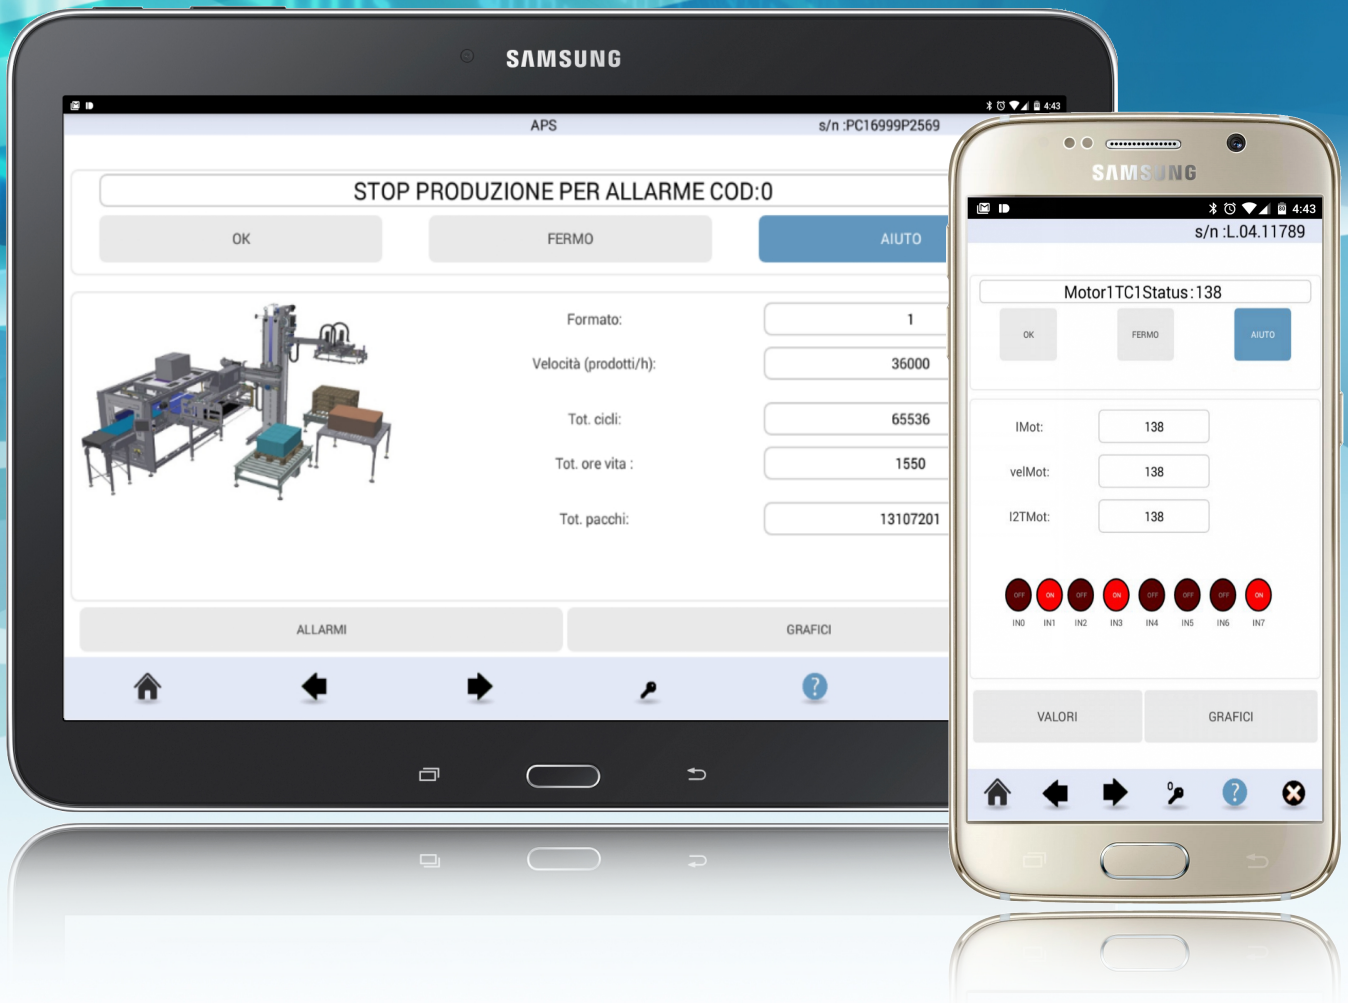 SAMSUNG
4:43
APS
s/n :PC16999P2569
STOP PRODUZIONE PER ALLARME COD:0
OK
FERMO
AIUTO
Formato:
1
Velocità (prodotti/h):
36000
Tot. cicli:
65536
Tot. ore vita :
1550
Tot. pacchi:
13107201
ALLARMI
GRAFICI
?
SAMSUNG
4:43
s/n :L.04.11789
Motor1TC1Status:138
OK
FERMO
AIUTO
IMot:
138
velMot:
138
I2TMot:
138
OFF ON OFF ON OFF OFF OFF ON
IN0 IN1 IN2 IN3 IN4 IN5 IN6 IN7
VALORI
GRAFICI
0
?